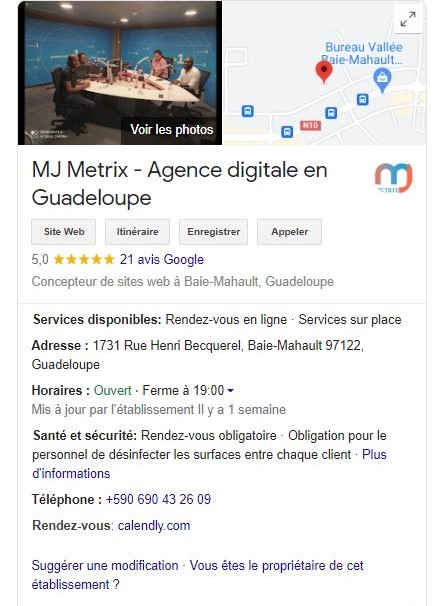 Bureau Vallée
Baie-Mahault...
N10
Voir les photos
MJ Metrix - Agence digitale en
Guadeloupe
Site Web Itinéraire Enregistrer Appeler
5,0 ★★★★★ 21 avis Google
Concepteur de sites web à Baie-Mahault, Guadeloupe
Services disponibles: Rendez-vous en ligne · Services sur place
Adresse : 1731 Rue Henri Becquerel, Baie-Mahault 97122,
Guadeloupe
Horaires : Ouvert · Ferme à 19:00
Mis à jour par l'établissement Il y a 1 semaine
Santé et sécurité: Rendez-vous obligatoire · Obligation pour le
personnel de désinfecter les surfaces entre chaque client · Plus
d'informations
Téléphone : +590 690 43 26 09
Rendez-vous: calendly.com
Suggérer une modification · Vous êtes le propriétaire de cet
établissement ?